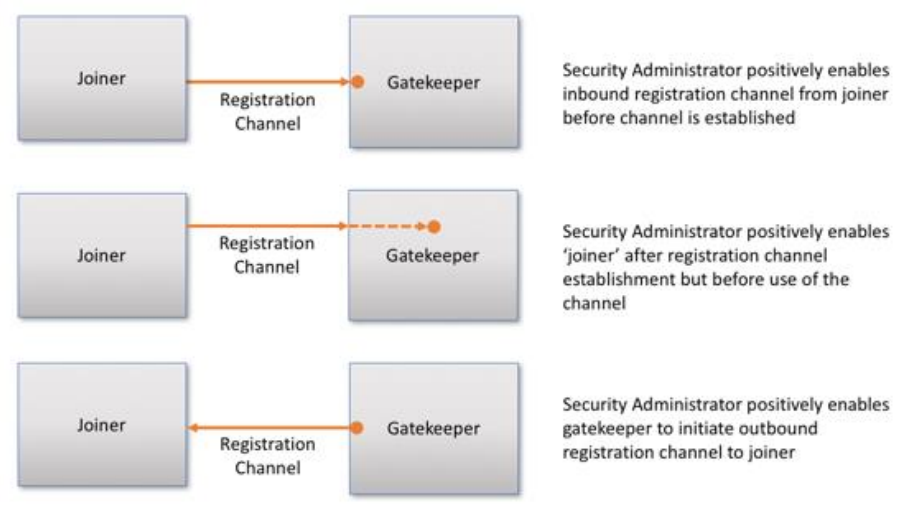 Joiner
Registration
Channel
Gatekeeper
Security Administrator positively enables
inbound registration channel from joiner
before channel is established
Joiner
Registration
Channel
Gatekeeper
Security Administrator positively enables
‘joiner’ after registration channel
establishment but before use of the
channel
Joiner
Registration
Channel
Gatekeeper
Security Administrator positively enables
gatekeeper to initiate outbound
registration channel to joiner